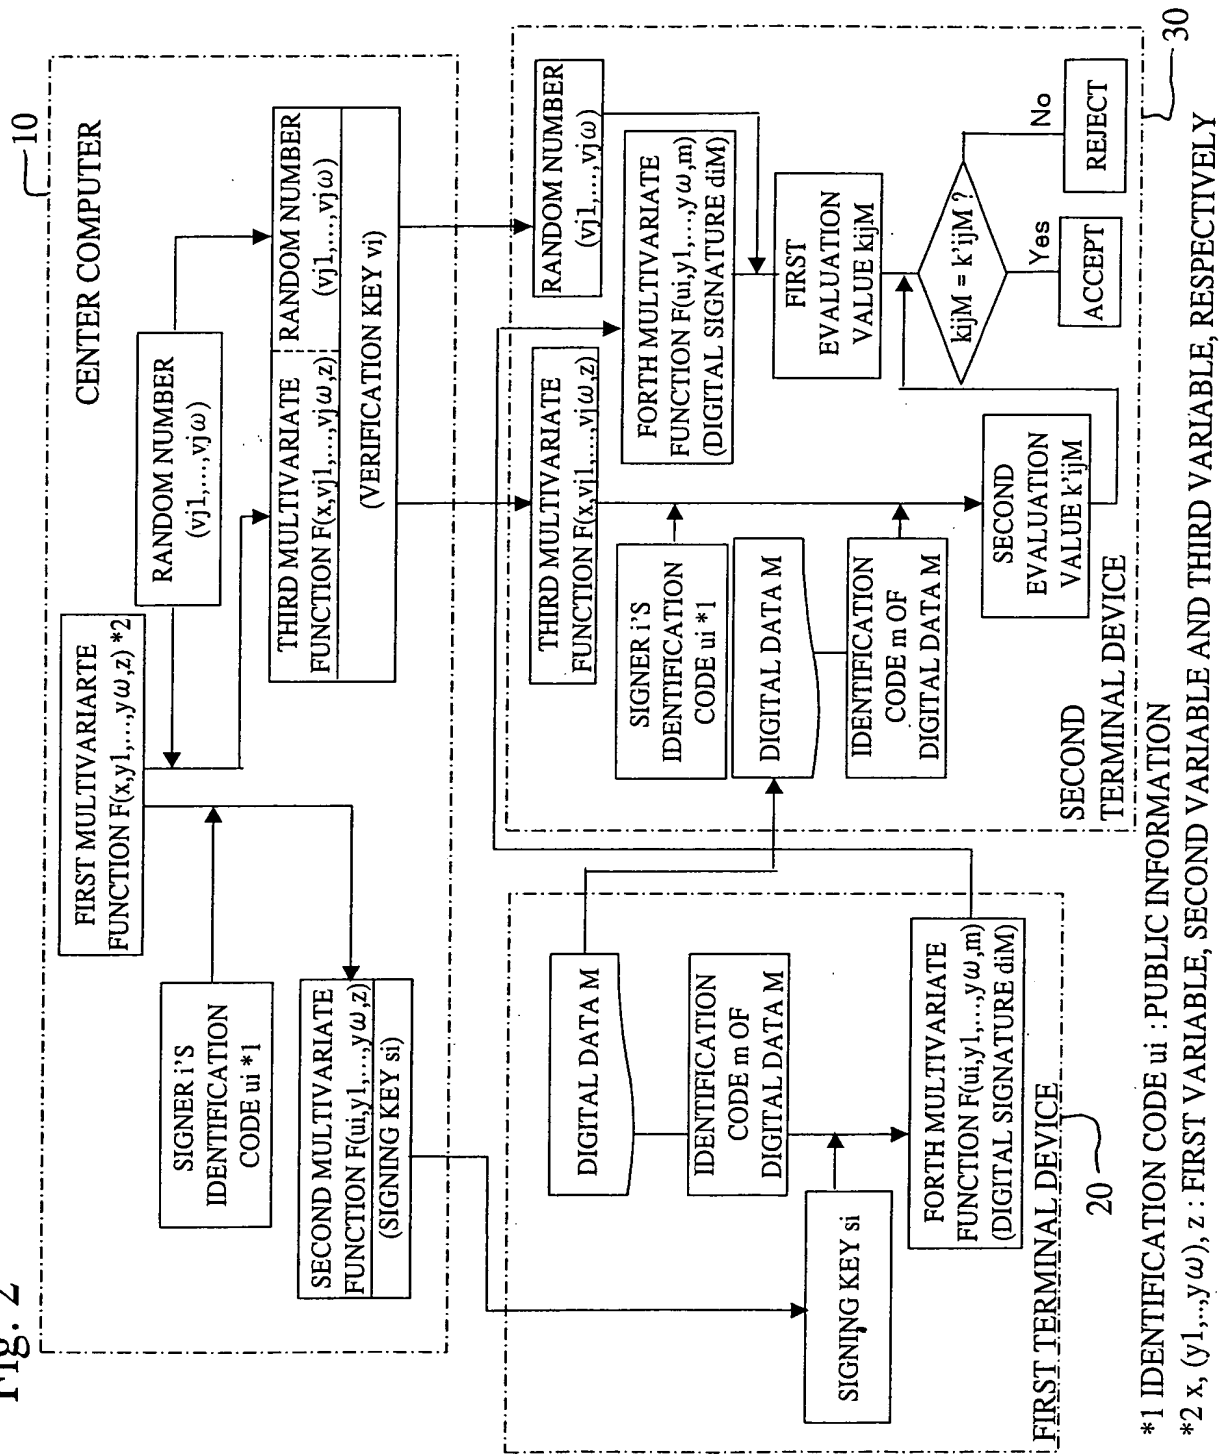 Fig. 2
10
CENTER COMPUTER
FIRST MULTIVARIARTE
FUNCTION F(x,y1,...,yω,z) *2
RANDOM NUMBER
(vj1,...,vjω)
SIGNER i'S
IDENTIFICATION
CODE ui *1
SECOND MULTIVARIATE
FUNCTION F(ui,y1,...,yω,z)
(SIGNING KEY si)
THIRD MULTIVARIATE
FUNCTION F(x,vj1,...,vjω,z)
RANDOM NUMBER
(vj1,...,vjω)
(VERIFICATION KEY vi)
DIGITAL DATA M
IDENTIFICATION
CODE m OF
DIGITAL DATA M
SIGNING KEY si
FORTH MULTIVARIATE
FUNCTION F(ui,y1,...,yω,m)
(DIGITAL SIGNATURE diM)
FIRST TERMINAL DEVICE
20
THIRD MULTIVARIATE
FUNCTION F(x,vj1,...,vjω,z)
RANDOM NUMBER
(vj1,...,vjω)
SIGNER i'S
IDENTIFICATION
CODE ui *1
FORTH MULTIVARIATE
FUNCTION F(ui,y1,...,yω,m)
(DIGITAL SIGNATURE diM)
DIGITAL DATA M
IDENTIFICATION
CODE m OF
DIGITAL DATA M
FIRST
EVALUATION
VALUE kijM
SECOND
EVALUATION
VALUE k'ijM
kijM = k'ijM ?
Yes
No
ACCEPT
REJECT
SECOND
TERMINAL DEVICE
30
*1 IDENTIFICATION CODE ui : PUBLIC INFORMATION
*2 x, (y1,..,yω), z : FIRST VARIABLE, SECOND VARIABLE AND THIRD VARIABLE, RESPECTIVELY